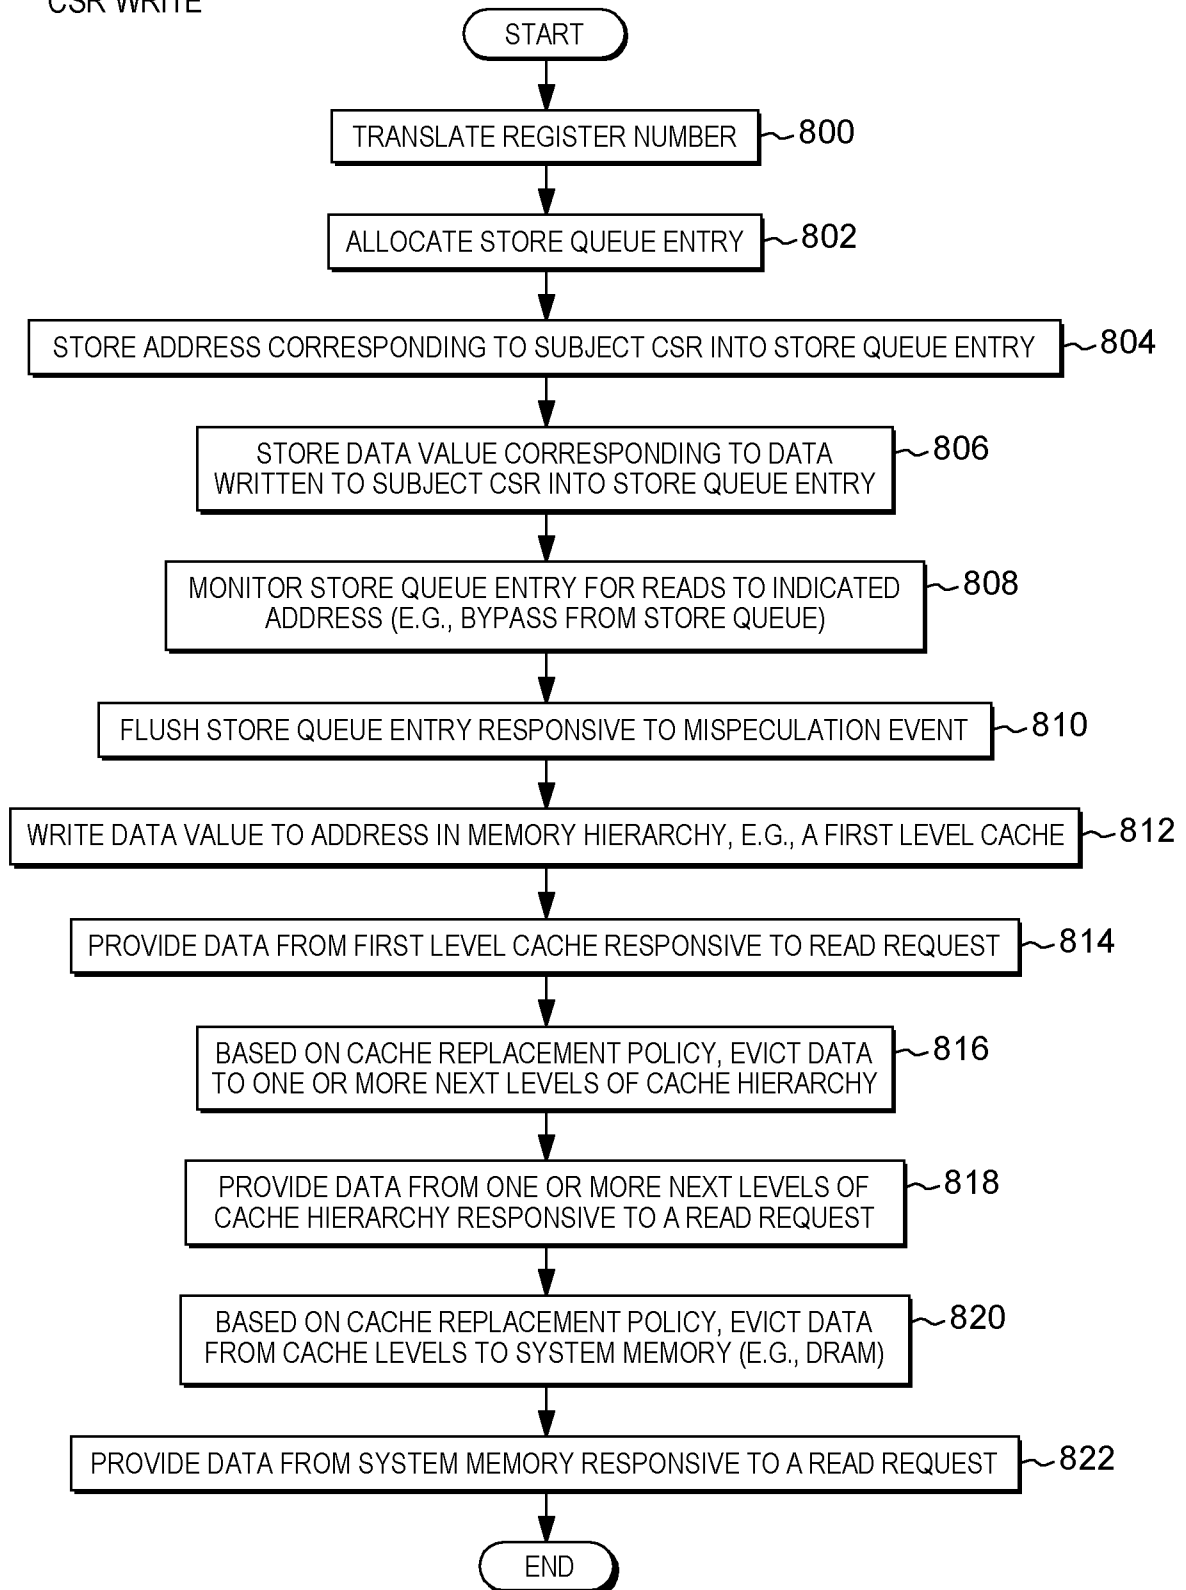 CSR WRITE
START
TRANSLATE REGISTER NUMBER
800
ALLOCATE STORE QUEUE ENTRY
802
STORE ADDRESS CORRESPONDING TO SUBJECT CSR INTO STORE QUEUE ENTRY
804
STORE DATA VALUE CORRESPONDING TO DATA
WRITTEN TO SUBJECT CSR INTO STORE QUEUE ENTRY
806
MONITOR STORE QUEUE ENTRY FOR READS TO INDICATED
ADDRESS (E.G., BYPASS FROM STORE QUEUE)
808
FLUSH STORE QUEUE ENTRY RESPONSIVE TO MISPECULATION EVENT
810
WRITE DATA VALUE TO ADDRESS IN MEMORY HIERARCHY, E.G., A FIRST LEVEL CACHE
812
PROVIDE DATA FROM FIRST LEVEL CACHE RESPONSIVE TO READ REQUEST
814
BASED ON CACHE REPLACEMENT POLICY, EVICT DATA
TO ONE OR MORE NEXT LEVELS OF CACHE HIERARCHY
816
PROVIDE DATA FROM ONE OR MORE NEXT LEVELS OF
CACHE HIERARCHY RESPONSIVE TO A READ REQUEST
818
BASED ON CACHE REPLACEMENT POLICY, EVICT DATA
FROM CACHE LEVELS TO SYSTEM MEMORY (E.G., DRAM)
820
PROVIDE DATA FROM SYSTEM MEMORY RESPONSIVE TO A READ REQUEST
822
END